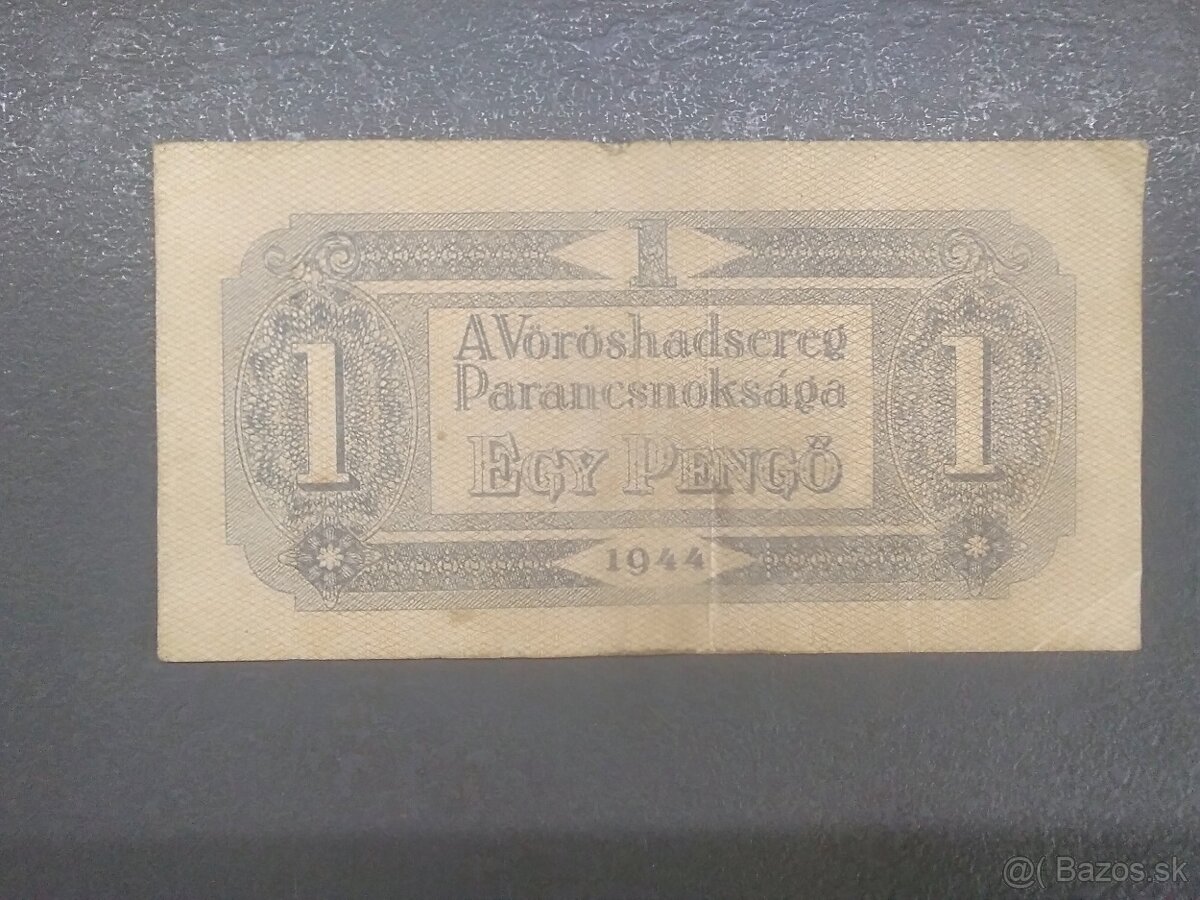 1
A Vöröshadsereg
Parancsnoksága
1 1
EGY PENGŐ
1944
@( Bazos.sk